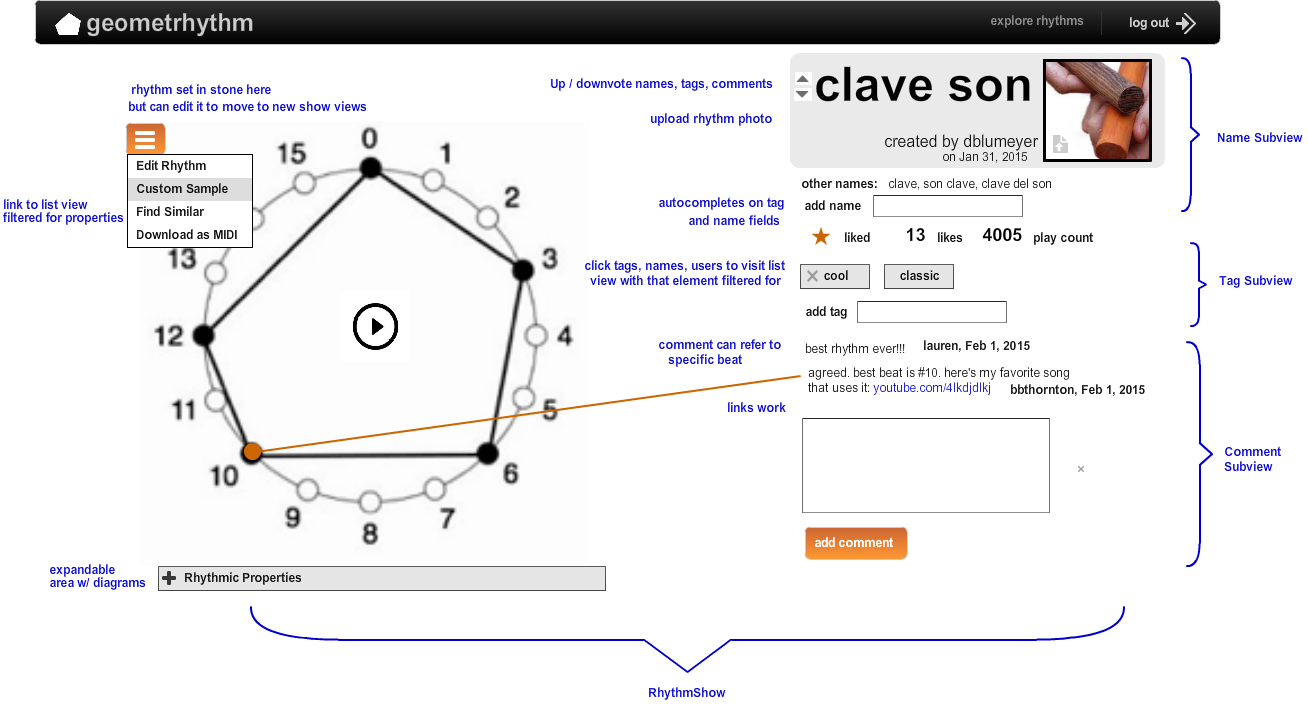 geometrhythm
explore rhythms
log out
rhythm set in stone here
but can edit it to move to new show views
Edit Rhythm
Custom Sample
Find Similar
Download as MIDI
link to list view
filtered for properties
0
1
2
3
4
5
6
7
8
9
10
11
12
13
15
expandable
area w/ diagrams
Rhythmic Properties
Up / downvote names, tags, comments
upload rhythm photo
clave son
created by dblumeyer
on Jan 31, 2015
Name Subview
other names: clave, son clave, clave del son
autocompletes on tag
and name fields
add name
liked 13 likes 4005 play count
click tags, names, users to visit list
view with that element filtered for
cool
classic
Tag Subview
add tag
comment can refer to
specific beat
best rhythm ever!!! lauren, Feb 1, 2015
agreed. best beat is #10. here's my favorite song
that uses it: youtube.com/4lkdjdlkj bbthornton, Feb 1, 2015
links work
Comment
Subview
add comment
RhythmShow